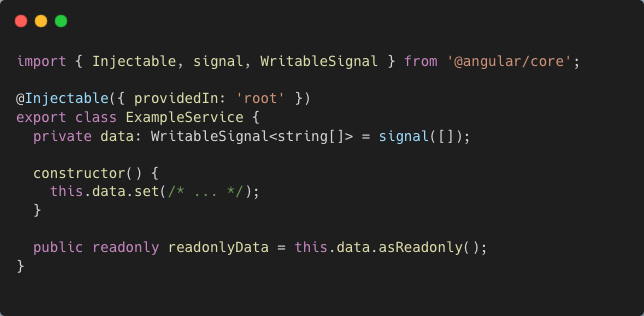 import { Injectable, signal, WritableSignal } from '@angular/core';
@Injectable({ providedIn: 'root' })
export class ExampleService {
private data: WritableSignal<string[]> = signal([]);
constructor() {
this.data.set(/* ... */);
}
public readonly readonlyData = this.data.asReadonly();
}